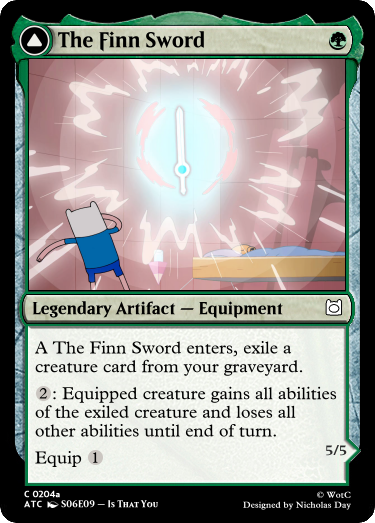 The Finn Sword
Legendary Artifact — Equipment
A The Finn Sword enters, exile a
creature card from your graveyard.
2: Equipped creature gains all abilities
of the exiled creature and loses all
other abilities until end of turn.
5/5
Equip 1
C 0204a
ATC S06E09 — Is That You
© WotC
Designed by Nicholas Day